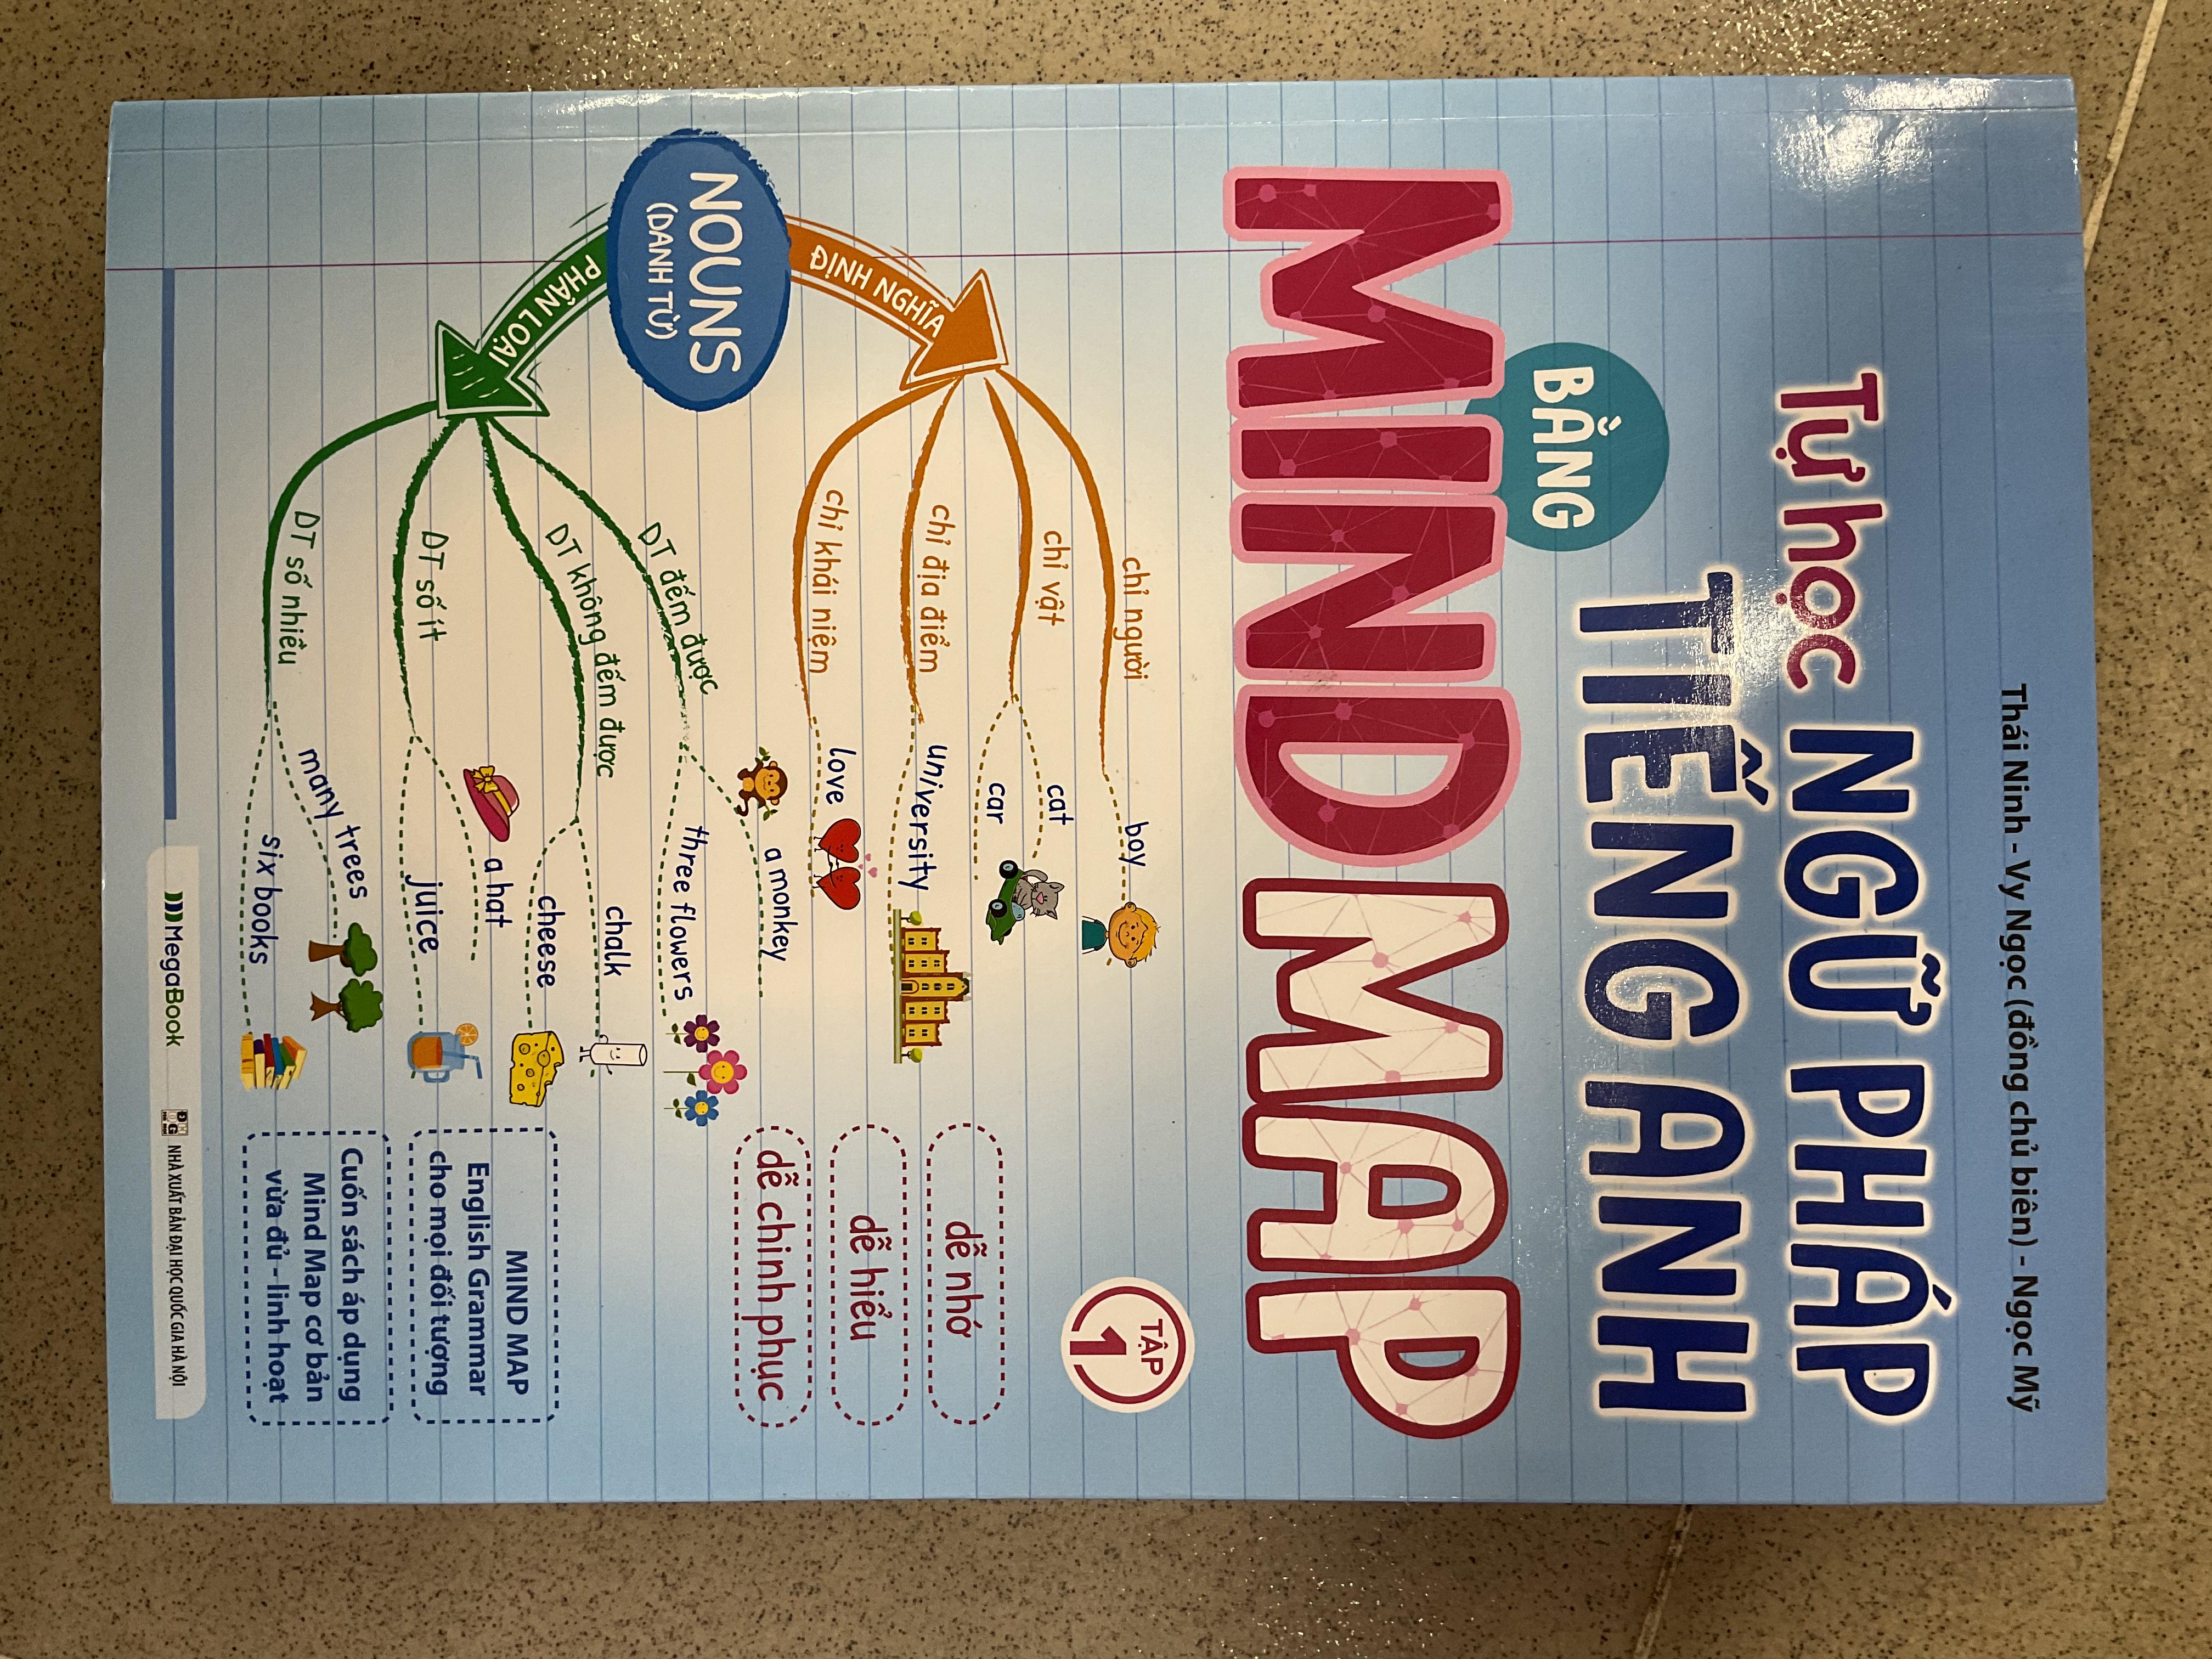 Thái Ninh - Vy Ngọc (đồng chủ biên) - Ngọc Mỹ
Tự học NGỮ PHÁP
TIẾNG ANH
BẰNG
MIND MAP
TẬP
1
chỉ người
boy
chỉ vật
cat
car
chỉ địa điểm
university
chỉ khái niệm
love
ĐỊNH NGHĨA
NOUNS
(DANH TỪ)
PHÂN LOẠI
DT đếm được
a monkey
three flowers
DT không đếm được
chalk
cheese
DT số ít
a hat
juice
DT số nhiều
many trees
six books
dễ nhớ
dễ hiểu
dễ chinh phục
MIND MAP
English Grammar
cho mọi đối tượng
Cuốn sách áp dụng
Mind Map cơ bản
vừa đủ - linh hoạt
MegaBook
NHÀ XUẤT BẢN ĐẠI HỌC QUỐC GIA HÀ NỘI